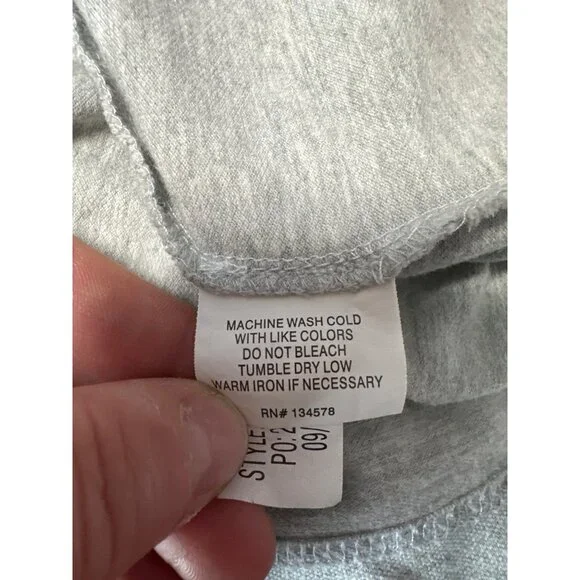 MACHINE WASH COLD
WITH LIKE COLORS
DO NOT BLEACH
TUMBLE DRY LOW
WARM IRON IF NECESSARY
RN# 134578
STYLE:
PO: 2
09/